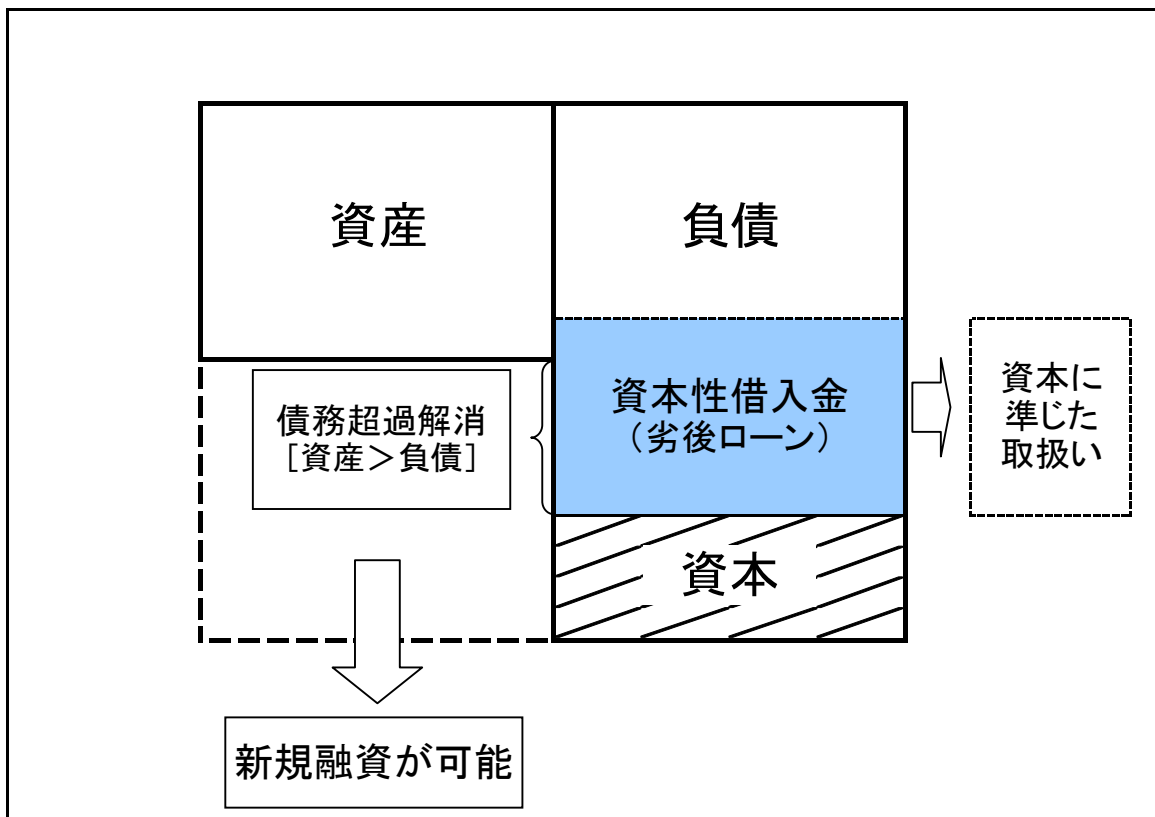 資産
負債
債務超過解消
[資産＞負債]
資本性借入金
（劣後ローン）
資本に
準じた
取扱い
資本
新規融資が可能